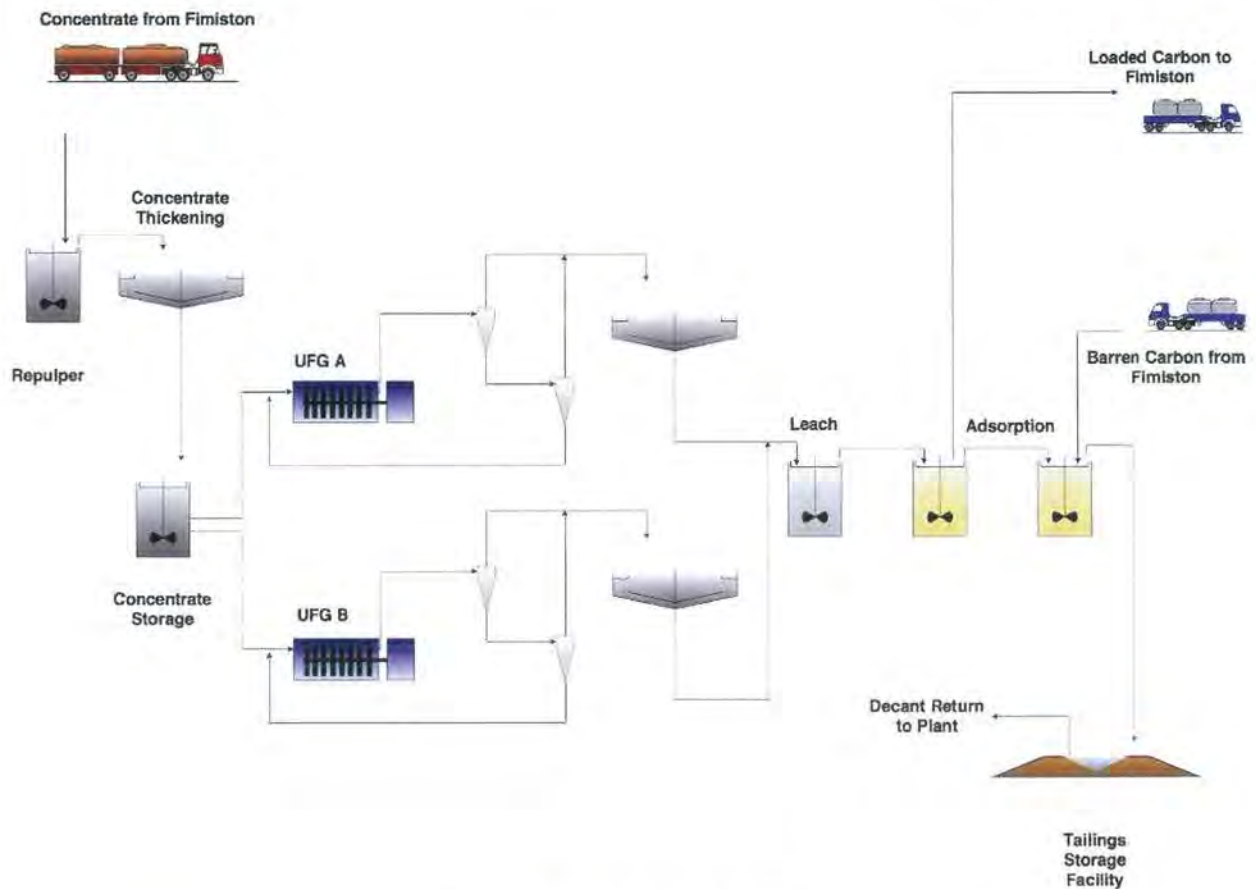 Concentrate from Fimiston
Loaded Carbon to
Fimiston
Concentrate
Thickening
Repulper
UFG A
Barren Carbon from
Fimiston
Leach
Adsorption
Concentrate
Storage
UFG B
Decant Return
to Plant
Tailings
Storage
Facility